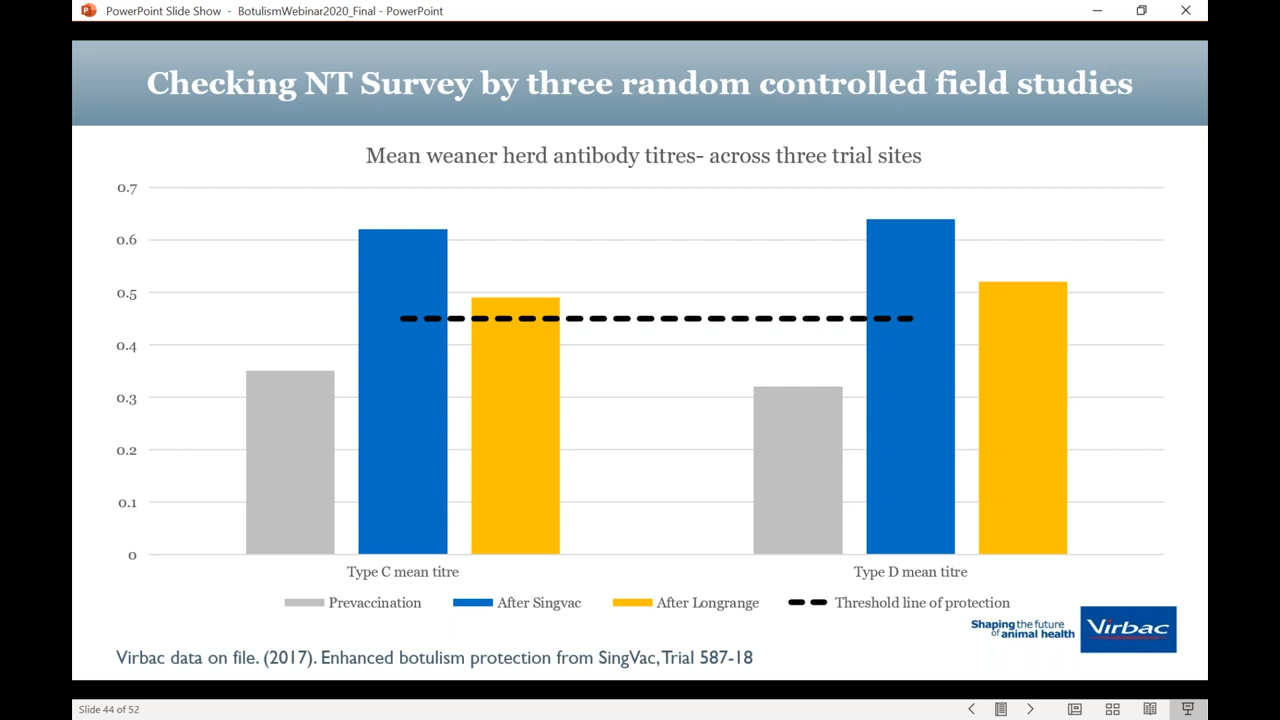 PowerPoint Slide Show - BotulismWebinar2020_Final - PowerPoint
Checking NT Survey by three random controlled field studies
Mean weaner herd antibody titres- across three trial sites
0.7
0.6
0.5
0.4
0.3
0.2
0.1
0
Type C mean titre
Type D mean titre
Prevaccination
After Singvac
After Longrange
Threshold line of protection
Shaping the future
of animal health
Virbac
Virbac data on file. (2017). Enhanced botulism protection from SingVac, Trial 587-18
Slide 44 of 52